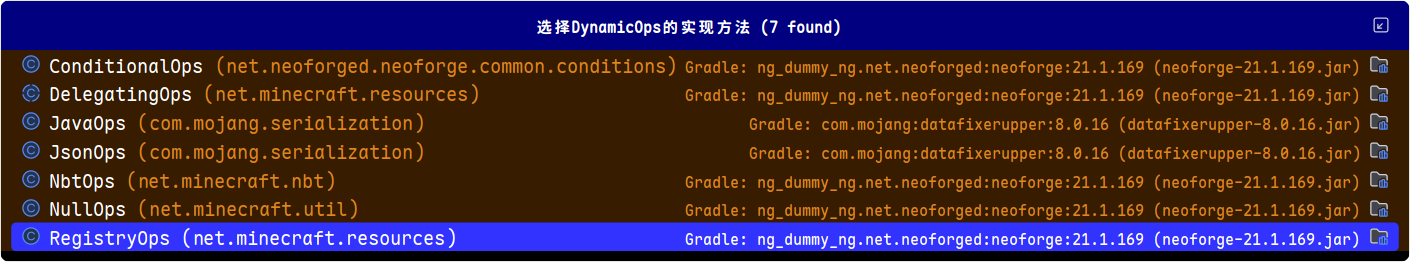 选择DynamicOps的实现方法 (7 found)
ConditionalOps (net.neoforged.neoforge.common.conditions) Gradle: ng_dummy_ng.net.neoforged:neoforge:21.1.169 (neoforge-21.1.169.jar)
DelegatingOps (net.minecraft.resources) Gradle: ng_dummy_ng.net.neoforged:neoforge:21.1.169 (neoforge-21.1.169.jar)
JavaOps (com.mojang.serialization) Gradle: com.mojang:datafixerupper:8.0.16 (datafixerupper-8.0.16.jar)
JsonOps (com.mojang.serialization) Gradle: com.mojang:datafixerupper:8.0.16 (datafixerupper-8.0.16.jar)
NbtOps (net.minecraft.nbt) Gradle: ng_dummy_ng.net.neoforged:neoforge:21.1.169 (neoforge-21.1.169.jar)
NullOps (net.minecraft.util) Gradle: ng_dummy_ng.net.neoforged:neoforge:21.1.169 (neoforge-21.1.169.jar)
RegistryOps (net.minecraft.resources) Gradle: ng_dummy_ng.net.neoforged:neoforge:21.1.169 (neoforge-21.1.169.jar)